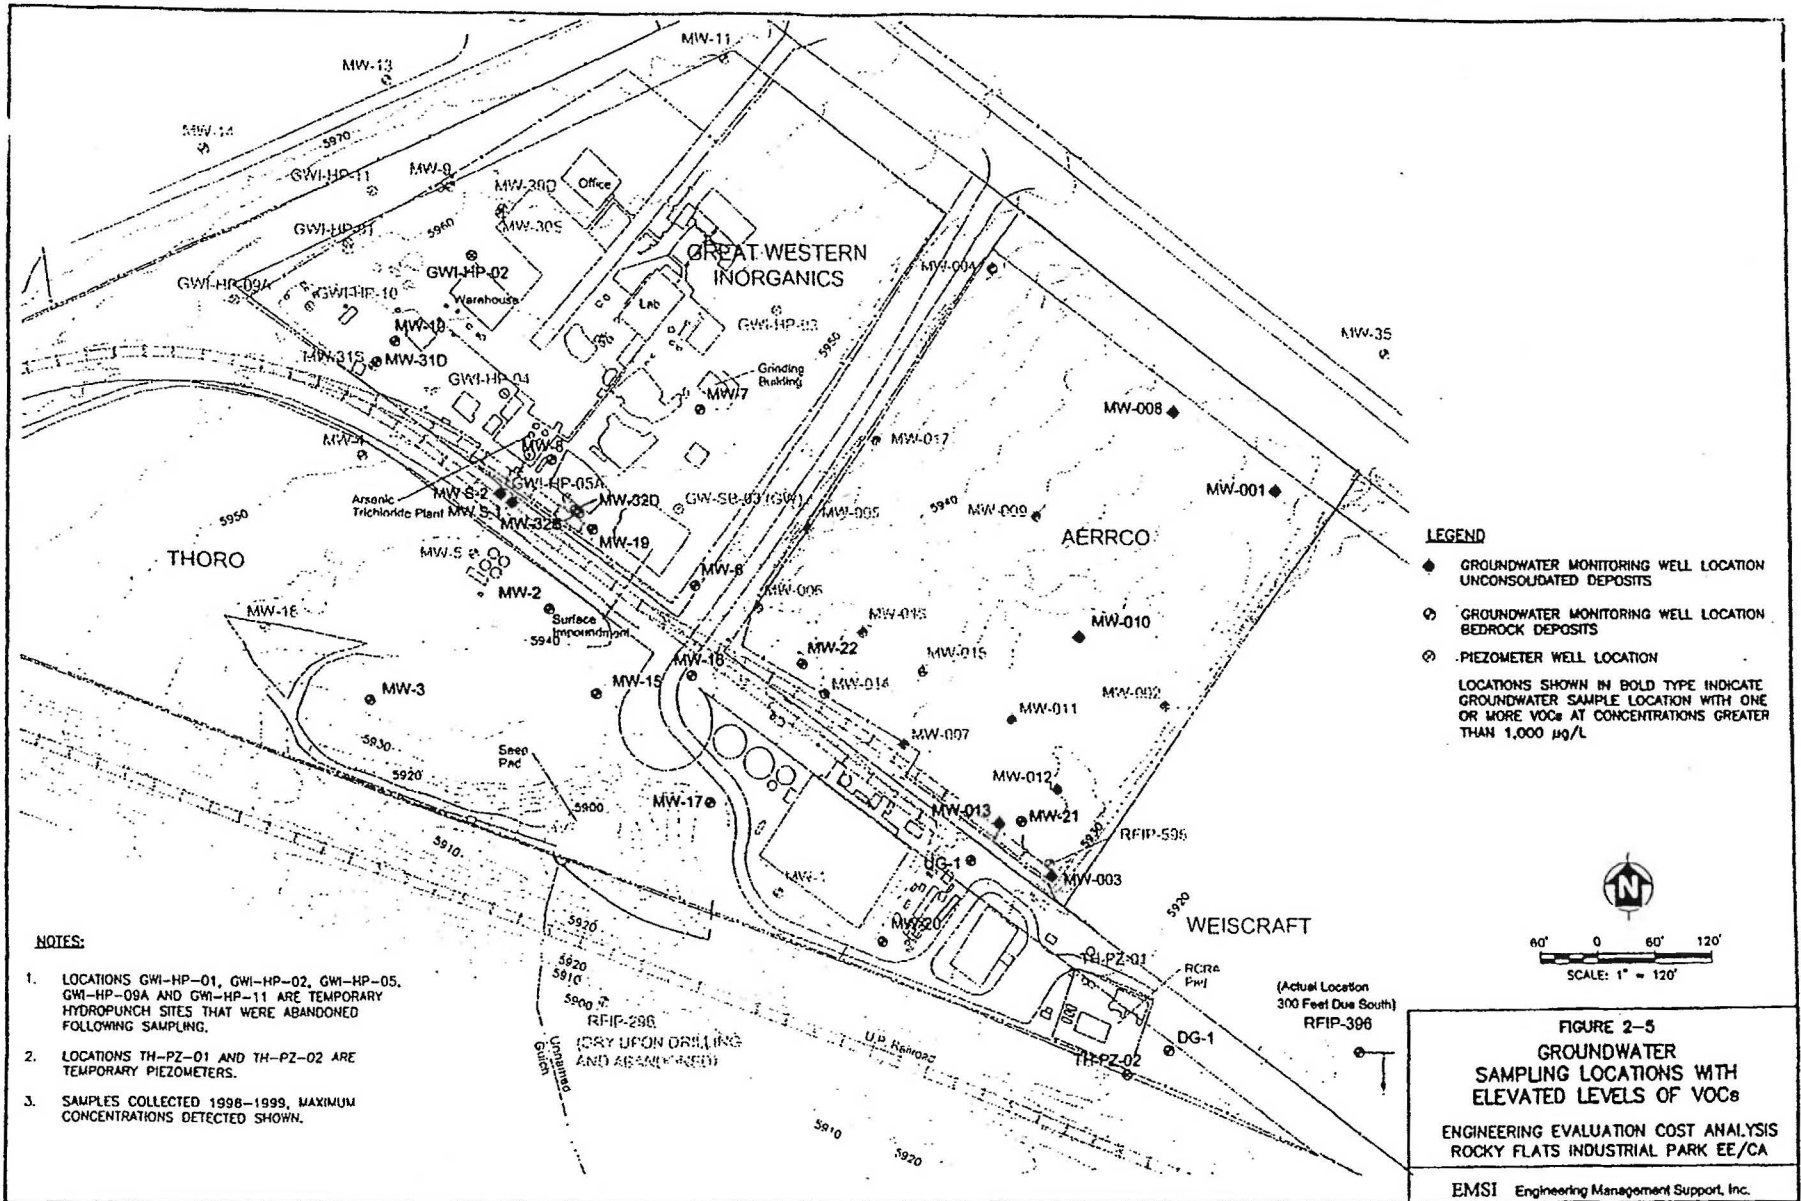 MW-11
MW-13
MW-14
5970
GWI-HP-11
MW-9
MW-30D
Office
MW-30S
GWI-HP-01
5960
GWI-HP-02
GREAT WESTERN
INORGANICS
MW-004
GWI-HP-09A
GWI-HP-10
Warehouse
Lab
GWI-HP-03
MW-10
5950
MW-35
MW-31S
MW-31D
GWI-HP-04
Grinding
Building
MW-7
MW-008
MW-4
MW-8
MW-017
Arsenic
Trichloride Plant
MW-S-2
GWI-HP-05A
MW-S-1
MW-32D
GW-SB-03 (GW)
MW-001
5940
MW-009
5950
MW-32S
MW-19
MW-005
AERRCO
THORO
MW-5
MW-6
MW-2
MW-006
MW-18
Surface
Impoundment
5940
MW-016
MW-010
MW-22
MW-015
MW-16
MW-3
MW-15
MW-014
MW-002
MW-011
5930
Seep
Pad
MW-007
5920
MW-012
5900
MW-17
MW-013
MW-21
5930
RFIP-596
5910
UG-1
MW-1
MW-003
5920
WEISCRAFT
MW-20
5920
5920
5910
5900
TH-PZ-01
RCRA
Pad
RFIP-296
(DRY UPON DRILLING
AND ABANDONED)
Unnamed
Gulch
U.P. Railroad
DG-1
TH-PZ-02
(Actual Location
300 Feet Due South)
RFIP-396
5910
5920
LEGEND
GROUNDWATER MONITORING WELL LOCATION
UNCONSOLIDATED DEPOSITS
GROUNDWATER MONITORING WELL LOCATION
BEDROCK DEPOSITS
PIEZOMETER WELL LOCATION
LOCATIONS SHOWN IN BOLD TYPE INDICATE
GROUNDWATER SAMPLE LOCATION WITH ONE
OR MORE VOCs AT CONCENTRATIONS GREATER
THAN 1,000 µg/L
N
60' 0 60' 120'
SCALE: 1" = 120'
NOTES:
1. LOCATIONS GWI-HP-01, GWI-HP-02, GWI-HP-05,
GWI-HP-09A AND GWI-HP-11 ARE TEMPORARY
HYDROPUNCH SITES THAT WERE ABANDONED
FOLLOWING SAMPLING.
2. LOCATIONS TH-PZ-01 AND TH-PZ-02 ARE
TEMPORARY PIEZOMETERS.
3. SAMPLES COLLECTED 1998-1999, MAXIMUM
CONCENTRATIONS DETECTED SHOWN.
FIGURE 2-5
GROUNDWATER
SAMPLING LOCATIONS WITH
ELEVATED LEVELS OF VOCs
ENGINEERING EVALUATION COST ANALYSIS
ROCKY FLATS INDUSTRIAL PARK EE/CA
EMSI Engineering Management Support, Inc.